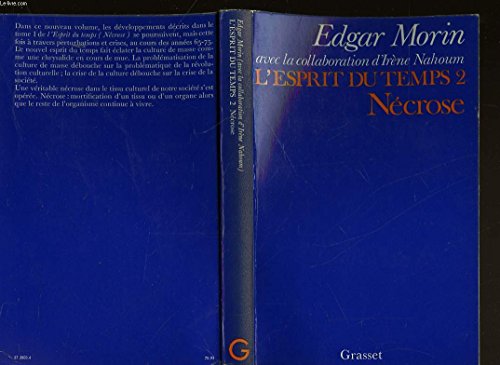 Dans ce nouveau volume, les développements décrits dans le
tome I de l'Esprit du temps ( Névrose ) se poursuivent, mais cette
fois à travers perturbations et crises, au cours des années 65-75.
Le nouvel esprit du temps fait éclater la culture de masse com-
me une chrysalide en cours de mue. La problématisation de la
culture de masse débouche sur la problématique de la révolu-
tion culturelle ; la crise de la culture débouche sur la crise de la
société.
Une véritable nécrose dans le tissu culturel de notre société s'est
opérée. Nécrose : mortification d'un tissu ou d'un organe alors
que le reste de l'organisme continue à vivre.
Edgar Morin (avec la collaboration d'Irène Nahoum)
L'ESPRIT DU TEMPS 2 Nécrose
G
Edgar Morin
avec la collaboration d'Irène Nahoum
L'ESPRIT DU TEMPS 2
Nécrose
Grasset